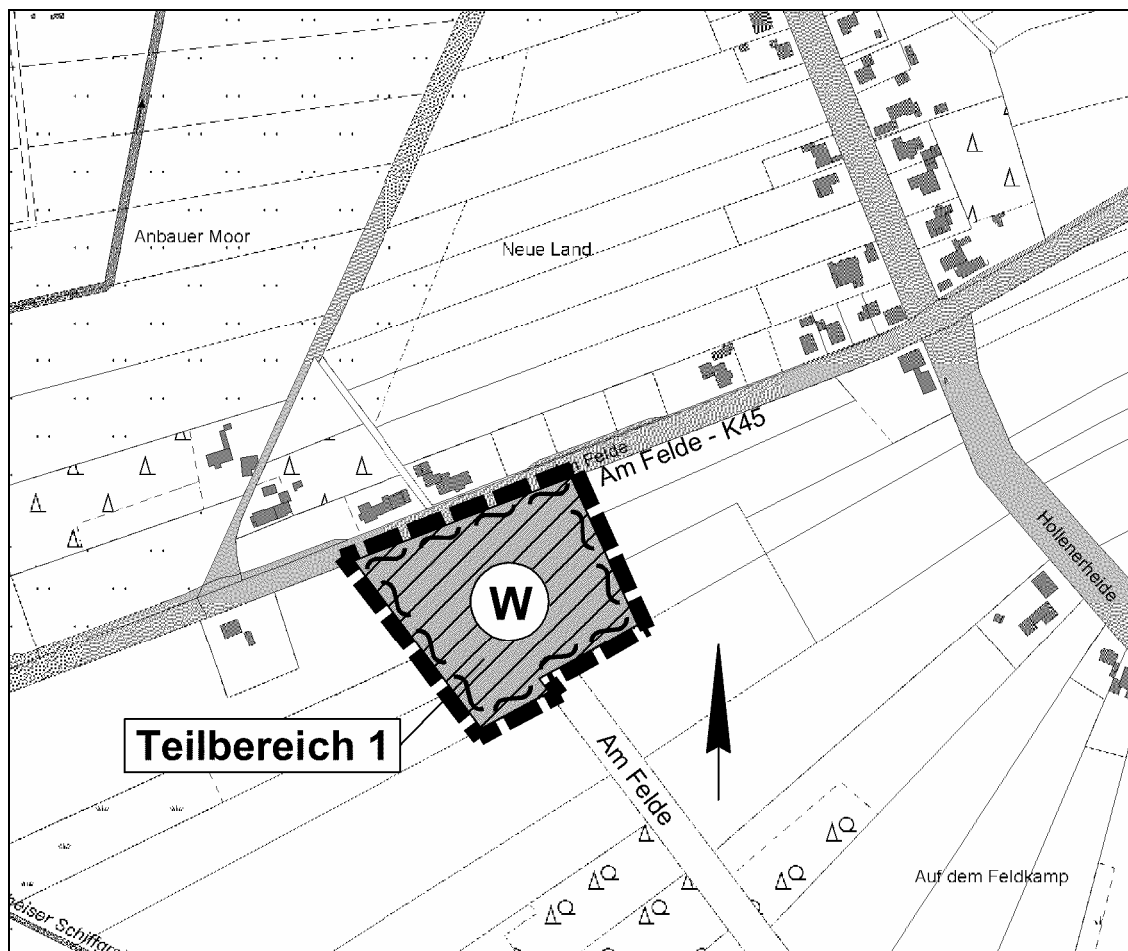 Anbauer Moor
Neue Land
Am Felde - K45
Felde
Hollenerheide
W
Teilbereich 1
Am Felde
Auf dem Feldkamp